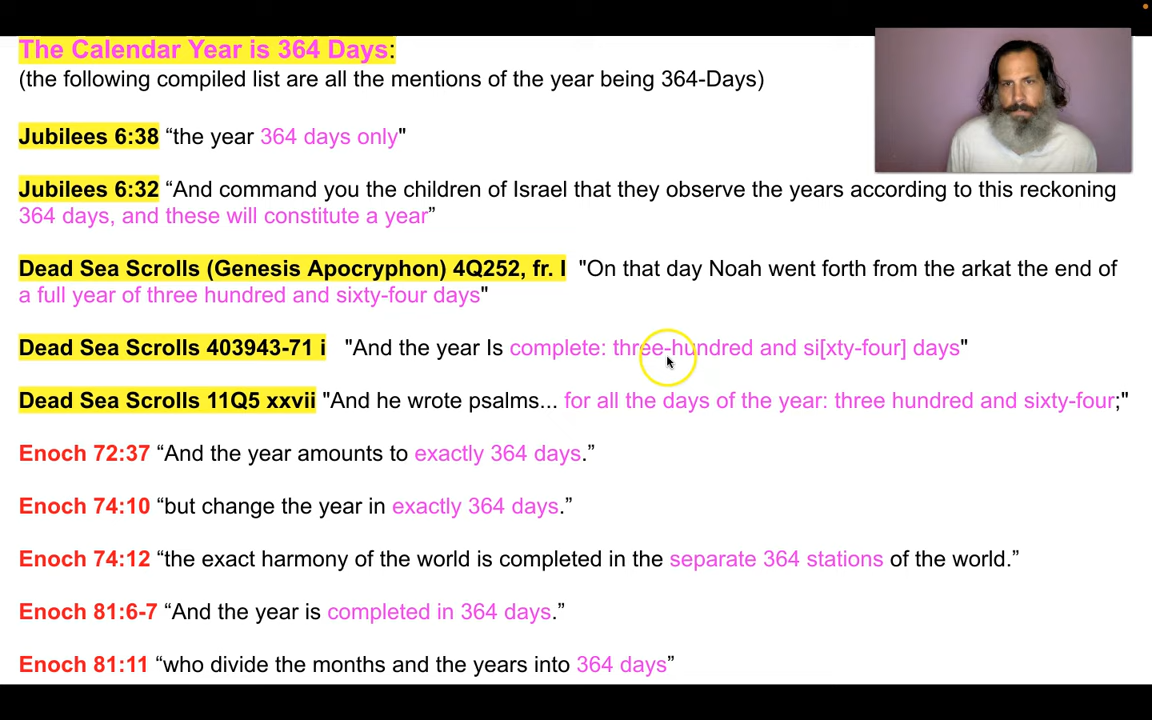 The Calendar Year is 364 Days:
(the following compiled list are all the mentions of the year being 364-Days)
Jubilees 6:38 “the year 364 days only"
Jubilees 6:32 “And command you the children of Israel that they observe the years according to this reckoning
364 days, and these will constitute a year”
Dead Sea Scrolls (Genesis Apocryphon) 4Q252, fr. I "On that day Noah went forth from the arkat the end of
a full year of three hundred and sixty-four days"
Dead Sea Scrolls 403943-71 i "And the year Is complete: three-hundred and si[xty-four] days"
Dead Sea Scrolls 11Q5 xxvii "And he wrote psalms... for all the days of the year: three hundred and sixty-four;"
Enoch 72:37 “And the year amounts to exactly 364 days.”
Enoch 74:10 “but change the year in exactly 364 days.”
Enoch 74:12 “the exact harmony of the world is completed in the separate 364 stations of the world.”
Enoch 81:6-7 “And the year is completed in 364 days.”
Enoch 81:11 “who divide the months and the years into 364 days”